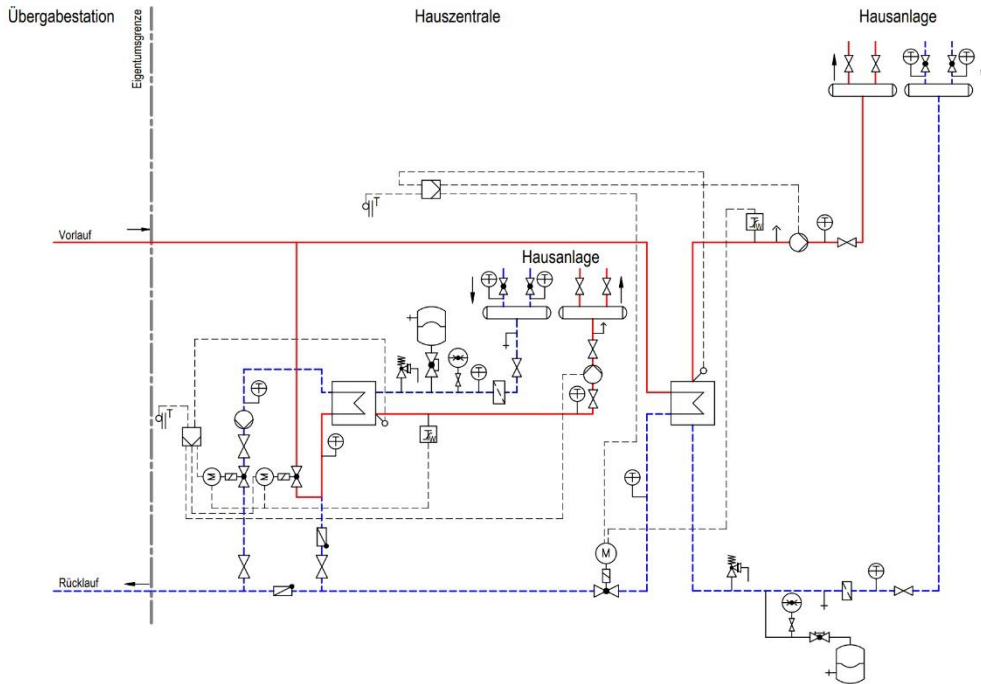 Übergabestation
Hauszentrale
Hausanlage
Eigentumsgrenze
T
Vorlauf
Hausanlage
T
M
M
M
Rücklauf